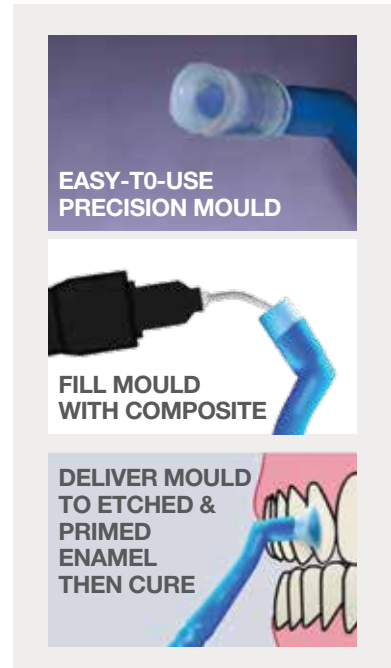 EASY-T0-USE
PRECISION MOULD
FILL MOULD
WITH COMPOSITE
DELIVER MOULD
TO ETCHED &
PRIMED
ENAMEL
THEN CURE